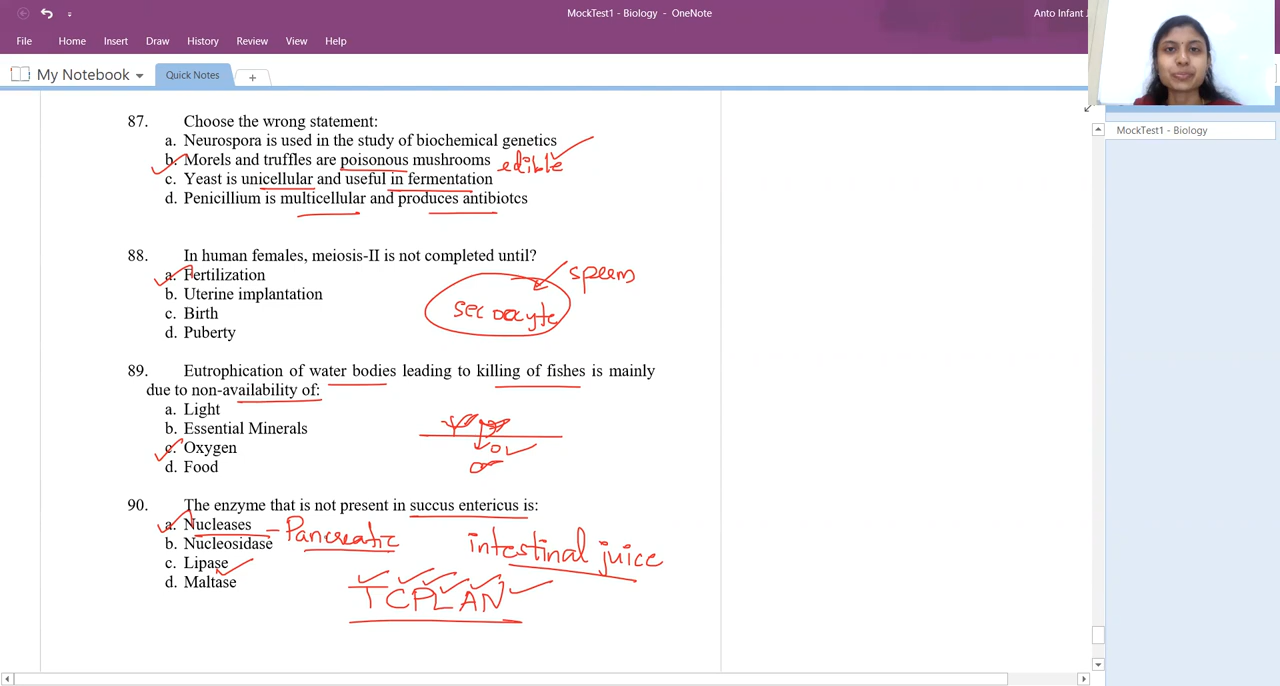 MockTest1 - Biology - OneNote
Anto Infant J
File Home Insert Draw History Review View Help
My Notebook Quick Notes +
MockTest1 - Biology
87. Choose the wrong statement:
a. Neurospora is used in the study of biochemical genetics
b. Morels and truffles are poisonous mushrooms edible
c. Yeast is unicellular and useful in fermentation
d. Penicillium is multicellular and produces antibiotcs
88. In human females, meiosis-II is not completed until?
a. Fertilization
sperm
b. Uterine implantation
c. Birth
sec oocyte
d. Puberty
89. Eutrophication of water bodies leading to killing of fishes is mainly
due to non-availability of:
a. Light
b. Essential Minerals
c. Oxygen
d. Food
90. The enzyme that is not present in succus entericus is:
a. Nucleases - Pancreatic
b. Nucleosidase
intestinal juice
c. Lipase
d. Maltase
TCPLAN